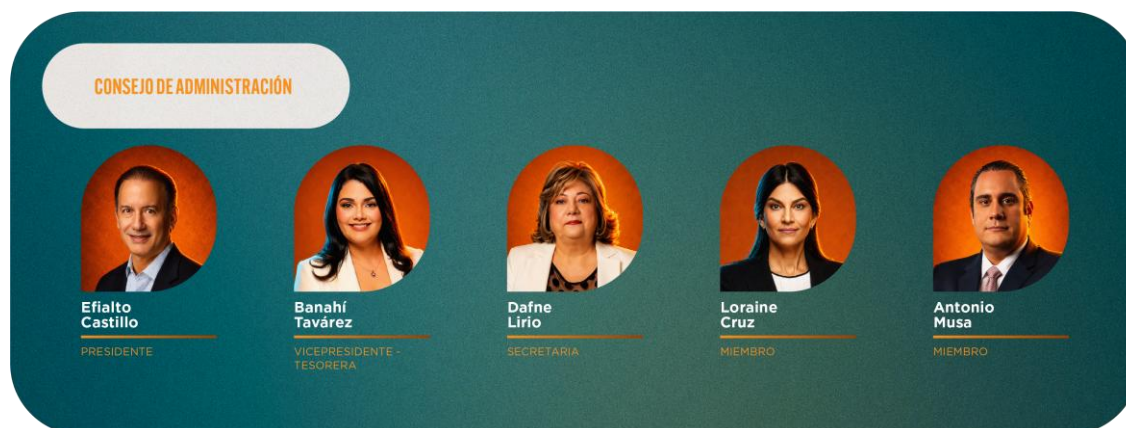 CONSEJO DE ADMINISTRACIÓN
Efialto
Castillo
PRESIDENTE
Banahí
Tavárez
VICEPRESIDENTE -
TESORERA
Dafne
Lirio
SECRETARIA
Loraine
Cruz
MIEMBRO
Antonio
Musa
MIEMBRO